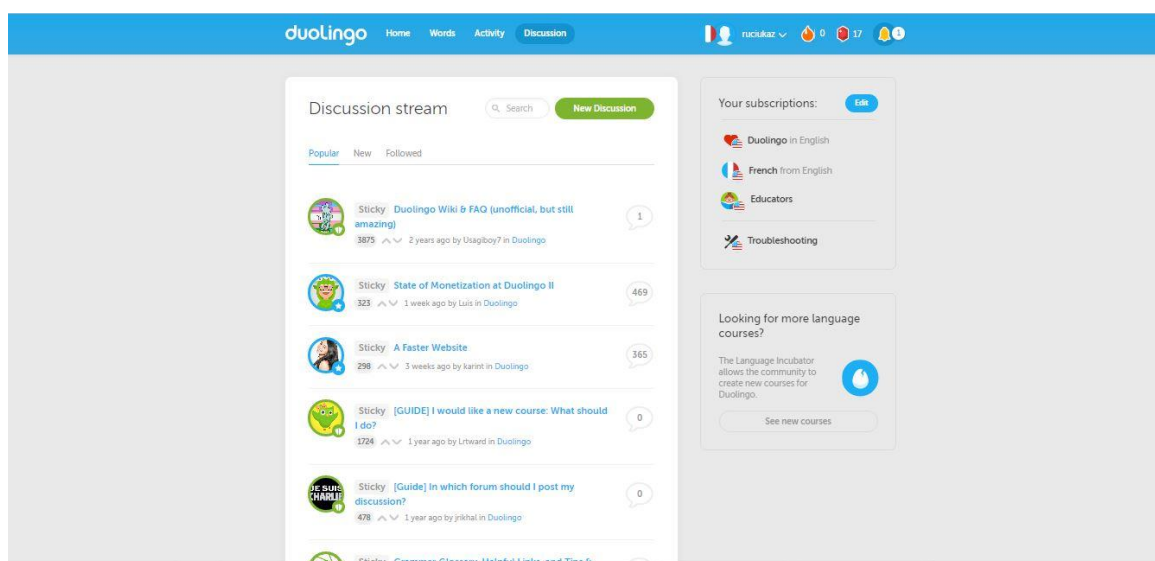 duolingo Home Words Activity Discussion ruciukaz 0 17 1
Discussion stream Search New Discussion
Popular New Followed
Sticky Duolingo Wiki & FAQ (unofficial, but still
amazing)
1
3875 2 years ago by Usagiboy7 in Duolingo
Sticky State of Monetization at Duolingo II
469
323 1 week ago by Luis in Duolingo
Sticky A Faster Website
365
298 3 weeks ago by karint in Duolingo
Sticky [GUIDE] I would like a new course: What should
I do?
0
1724 1 year ago by Lrtward in Duolingo
JE SUIS
CHARLIE
Sticky [Guide] In which forum should I post my
discussion?
0
478 1 year ago by jrikhal in Duolingo
Your subscriptions: Edit
Duolingo in English
French from English
Educators
Troubleshooting
Looking for more language
courses?
The Language Incubator
allows the community to
create new courses for
Duolingo.
See new courses